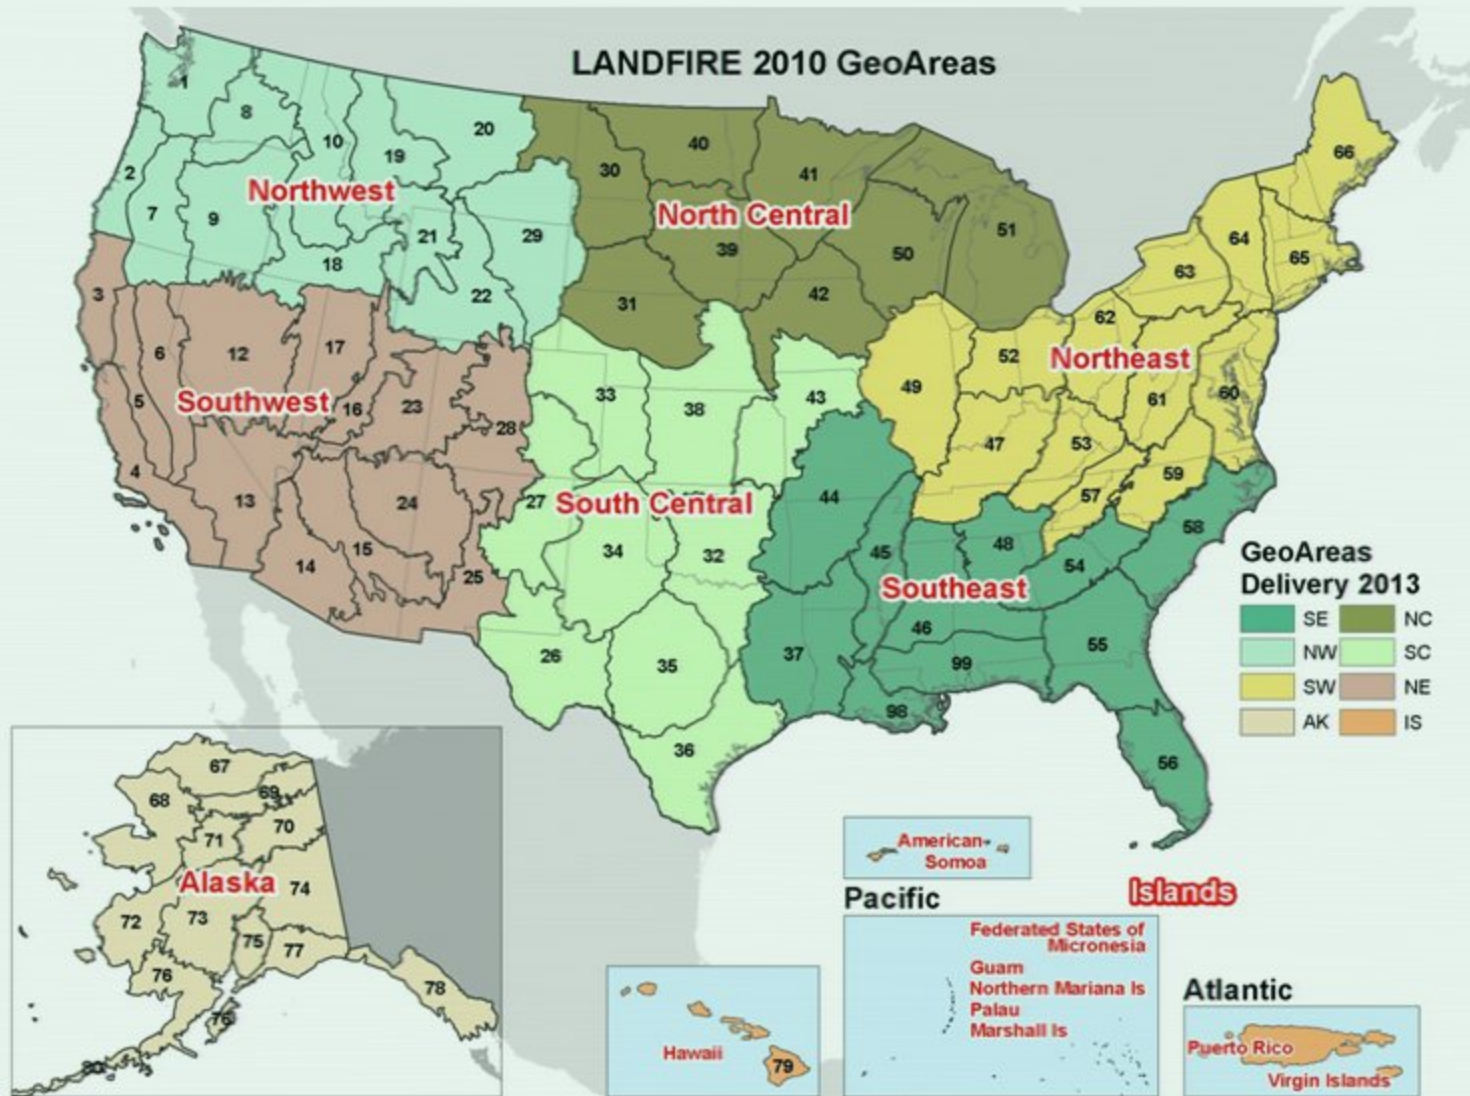 LANDFIRE 2010 GeoAreas
1
8
10
19
20
2
7
9
Northwest
18
21
29
22
30
40
41
North Central
39
50
51
31
42
66
64
65
63
62
52
Northeast
49
60
61
47
53
59
57
3
6
12
17
5
Southwest
16
23
28
4
13
24
14
15
25
33
38
43
27
South Central
34
32
26
35
36
44
45
48
54
58
Southeast
46
55
37
99
98
56
GeoAreas
Delivery 2013
SE NC
NW SC
SW NE
AK IS
67
68
69
70
71
Alaska
74
72
73
75
77
76
78
76
80
Hawaii
79
American
Somoa
Pacific
Islands
Federated States of
Micronesia
Guam
Northern Mariana Is
Palau
Marshall Is
Atlantic
Puerto Rico
Virgin Islands